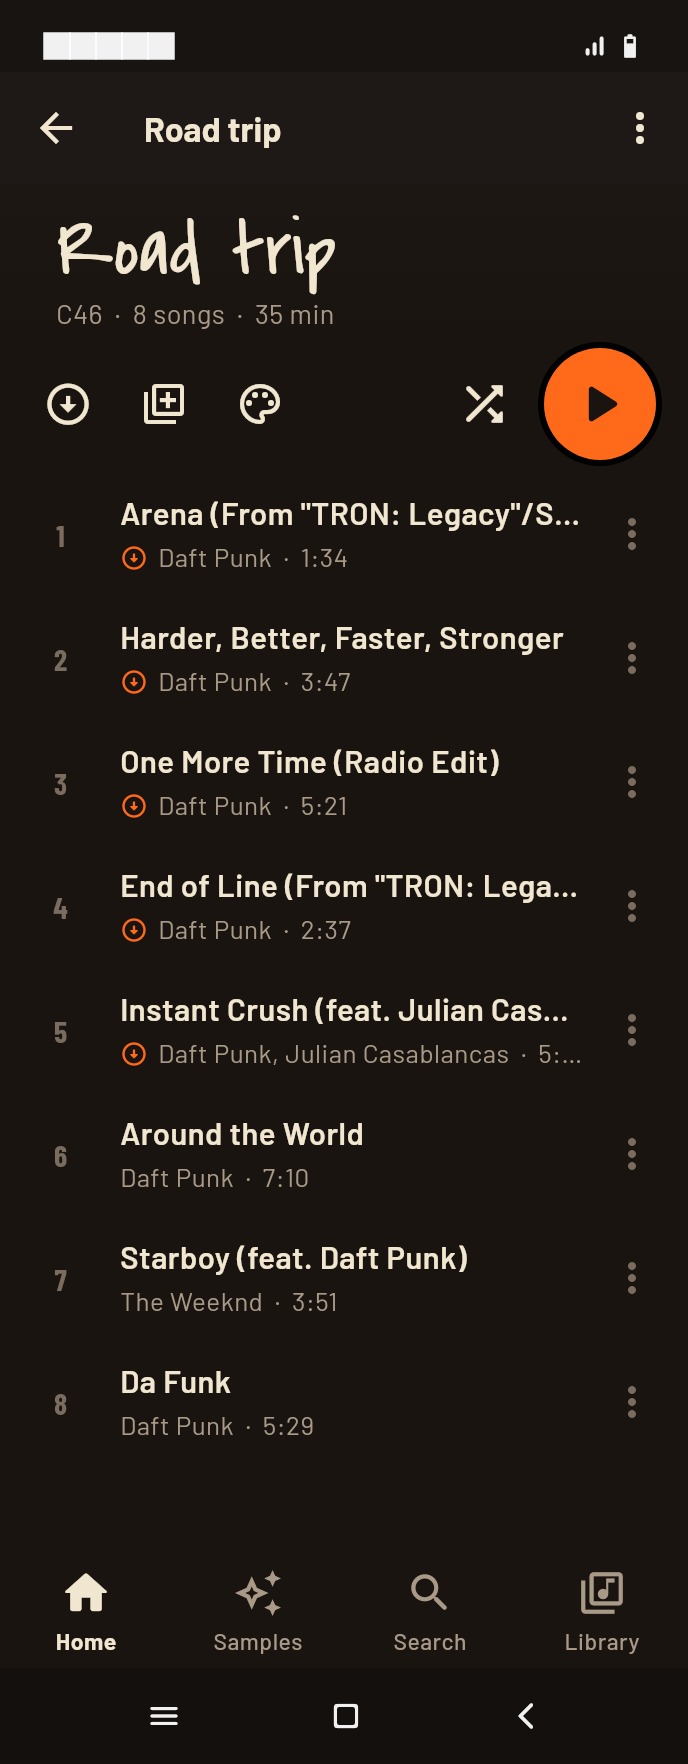 Road trip
Road trip
C46 · 8 songs · 35 min
1
Arena (From "TRON: Legacy"/S...
Daft Punk · 1:34
2
Harder, Better, Faster, Stronger
Daft Punk · 3:47
3
One More Time (Radio Edit)
Daft Punk · 5:21
4
End of Line (From "TRON: Lega...
Daft Punk · 2:37
5
Instant Crush (feat. Julian Cas...
Daft Punk, Julian Casablancas · 5:...
6
Around the World
Daft Punk · 7:10
7
Starboy (feat. Daft Punk)
The Weeknd · 3:51
8
Da Funk
Daft Punk · 5:29
Home
Samples
Search
Library